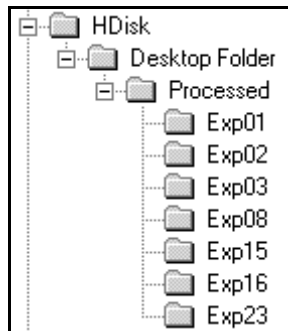 HDisk
Desktop Folder
Processed
Exp01
Exp02
Exp03
Exp08
Exp15
Exp16
Exp23